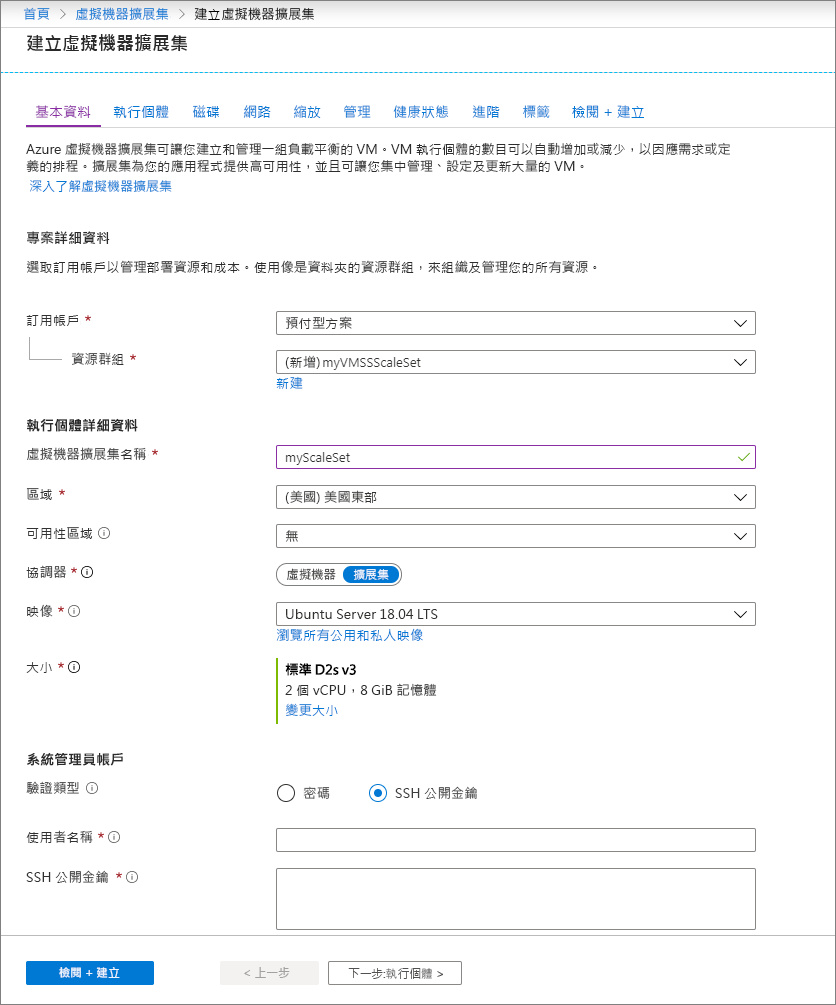 首頁 > 虛擬機器擴展集 > 建立虛擬機器擴展集
建立虛擬機器擴展集
基本資料 執行個體 磁碟 網路 縮放 管理 健康狀態 進階 標籤 檢閱 + 建立
Azure 虛擬機器擴展集可讓您建立和管理一組負載平衡的 VM。VM 執行個體的數目可以自動增加或減少，以因應需求或定
義的排程。擴展集為您的應用程式提供高可用性，並且可讓您集中管理、設定及更新大量的 VM。
深入了解虛擬機器擴展集
專案詳細資料
選取訂用帳戶以管理部署資源和成本。使用像是資料夾的資源群組，來組織及管理您的所有資源。
訂用帳戶 * 預付型方案
資源群組 * (新增) myVMSSScaleSet
新建
執行個體詳細資料
虛擬機器擴展集名稱 * myScaleSet
區域 * (美國) 美國東部
可用性區域 無
協調器 * 虛擬機器 擴展集
映像 * Ubuntu Server 18.04 LTS
瀏覽所有公用和私人映像
大小 * 標準 D2s v3
2 個 vCPU，8 GiB 記憶體
變更大小
系統管理員帳戶
驗證類型 密碼 SSH 公開金鑰
使用者名稱 *
SSH 公開金鑰 *
檢閱 + 建立 < 上一步 下一步:執行個體 >